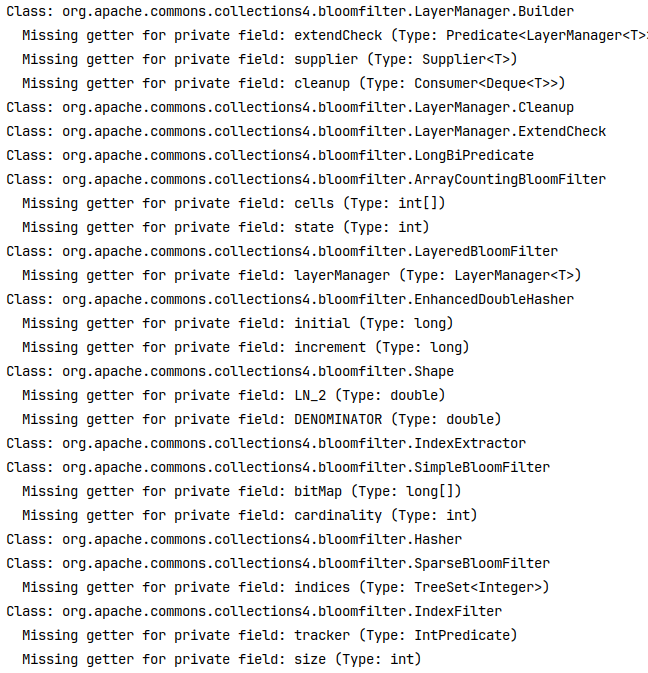 Class: org.apache.commons.collections4.bloomfilter.LayerManager.Builder
  Missing getter for private field: extendCheck (Type: Predicate<LayerManager<T>>
  Missing getter for private field: supplier (Type: Supplier<T>)
  Missing getter for private field: cleanup (Type: Consumer<Deque<T>>)
Class: org.apache.commons.collections4.bloomfilter.LayerManager.Cleanup
Class: org.apache.commons.collections4.bloomfilter.LayerManager.ExtendCheck
Class: org.apache.commons.collections4.bloomfilter.LongBiPredicate
Class: org.apache.commons.collections4.bloomfilter.ArrayCountingBloomFilter
  Missing getter for private field: cells (Type: int[])
  Missing getter for private field: state (Type: int)
Class: org.apache.commons.collections4.bloomfilter.LayeredBloomFilter
  Missing getter for private field: layerManager (Type: LayerManager<T>)
Class: org.apache.commons.collections4.bloomfilter.EnhancedDoubleHasher
  Missing getter for private field: initial (Type: long)
  Missing getter for private field: increment (Type: long)
Class: org.apache.commons.collections4.bloomfilter.Shape
  Missing getter for private field: LN_2 (Type: double)
  Missing getter for private field: DENOMINATOR (Type: double)
Class: org.apache.commons.collections4.bloomfilter.IndexExtractor
Class: org.apache.commons.collections4.bloomfilter.SimpleBloomFilter
  Missing getter for private field: bitMap (Type: long[])
  Missing getter for private field: cardinality (Type: int)
Class: org.apache.commons.collections4.bloomfilter.Hasher
Class: org.apache.commons.collections4.bloomfilter.SparseBloomFilter
  Missing getter for private field: indices (Type: TreeSet<Integer>)
Class: org.apache.commons.collections4.bloomfilter.IndexFilter
  Missing getter for private field: tracker (Type: IntPredicate)
  Missing getter for private field: size (Type: int)